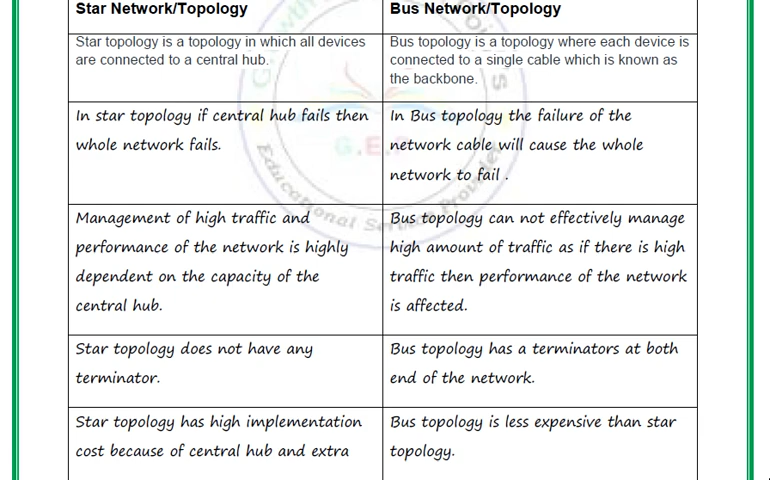 Star Network/Topology
Bus Network/Topology
Star topology is a topology in which all devices
are connected to a central hub.
Bus topology is a topology where each device is
connected to a single cable which is known as
the backbone.
In star topology if central hub fails then
whole network fails.
In Bus topology the failure of the
network cable will cause the whole
network to fail .
Management of high traffic and
performance of the network is highly
dependent on the capacity of the
central hub.
Bus topology can not effectively manage
high amount of traffic as if there is high
traffic then performance of the network
is affected.
Star topology does not have any
terminator.
Bus topology has a terminators at both
end of the network.
Star topology has high implementation
cost because of central hub and extra
Bus topology is less expensive than star
topology.
G.E.P
Educational